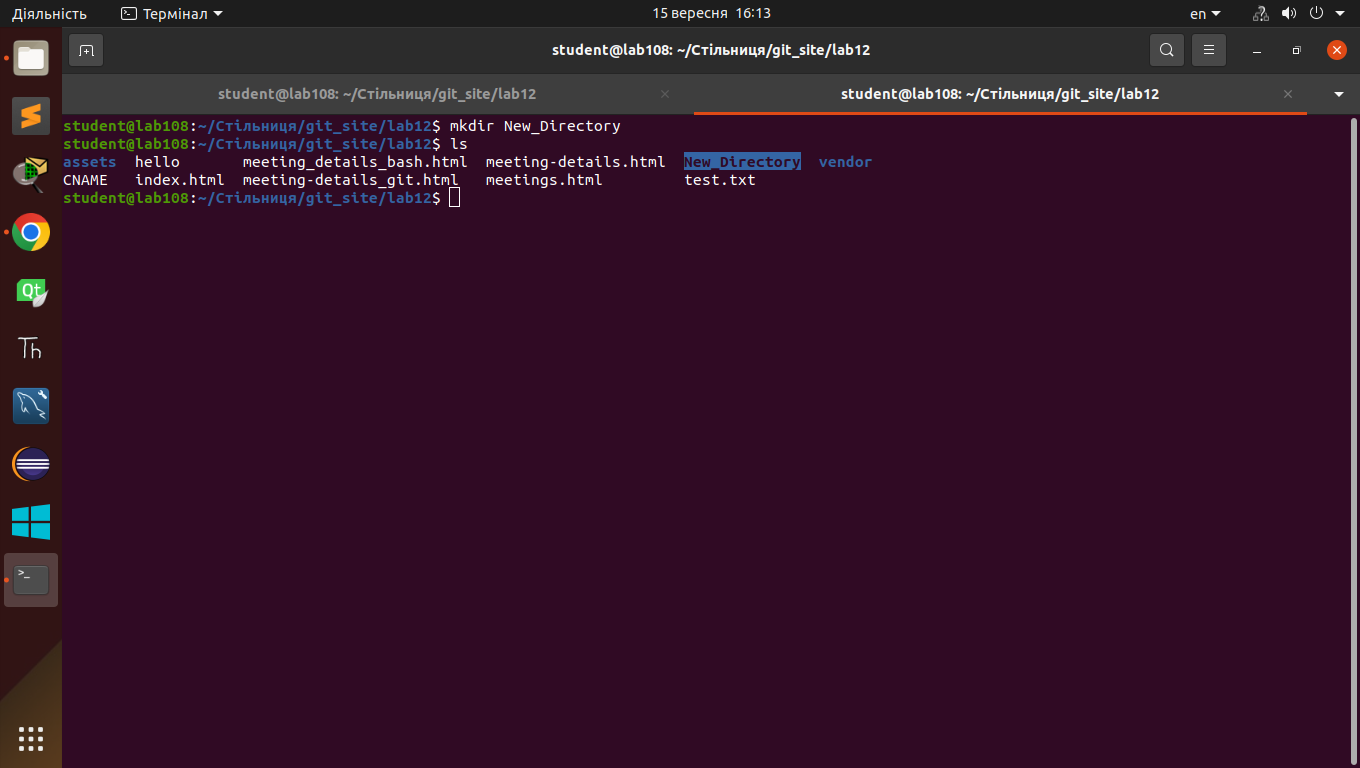 Діяльність Термінал 15 вересня 16:13 en
student@lab108: ~/Стільниця/git_site/lab12
student@lab108: ~/Стільниця/git_site/lab12 student@lab108: ~/Стільниця/git_site/lab12
student@lab108:~/Стільниця/git_site/lab12$ mkdir New_Directory
student@lab108:~/Стільниця/git_site/lab12$ ls
assets hello meeting_details_bash.html meeting-details.html New_Directory vendor
CNAME index.html meeting-details_git.html meetings.html test.txt
student@lab108:~/Стільниця/git_site/lab12$
Qt
Th
>_